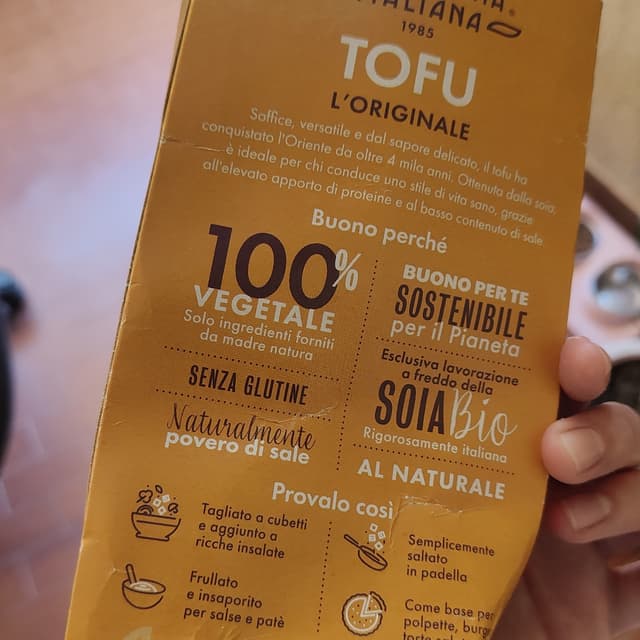 ITALIANA
1985
TOFU
L'ORIGINALE
Soffice, versatile e dal sapore delicato, il tofu ha
conquistato l'Oriente da oltre 4 mila anni. Ottenuto dalla soia,
è ideale per chi conduce uno stile di vita sano, grazie
all'elevato apporto di proteine e al basso contenuto di sale.
Buono perché
100%
VEGETALE
Solo ingredienti forniti
da madre natura
SENZA GLUTINE
Naturalmente
povero di sale
BUONO PER TE
SOSTENIBILE
per il Pianeta
Esclusiva lavorazione
a freddo della
SOIA Bio
Rigorosamente italiana
AL NATURALE
Provalo così
Tagliato a cubetti
e aggiunto a
ricche insalate
Semplicemente
saltato
in padella
Frullato
e insaporito
per salse e patè
Come base per
polpette,